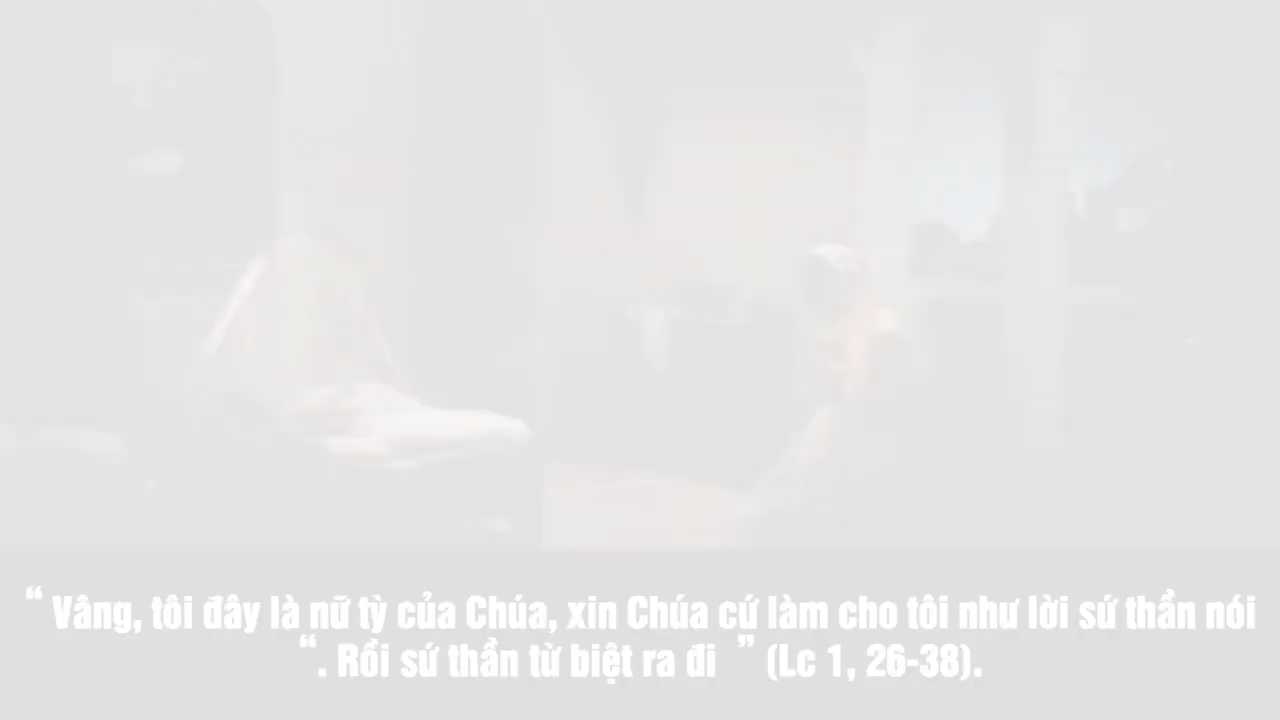 “ Vâng, tôi đây là nữ tỳ của Chúa, xin Chúa cứ làm cho tôi như lời sứ thần nói
“. Rồi sứ thần từ biệt ra đi ” (Lc 1, 26-38).